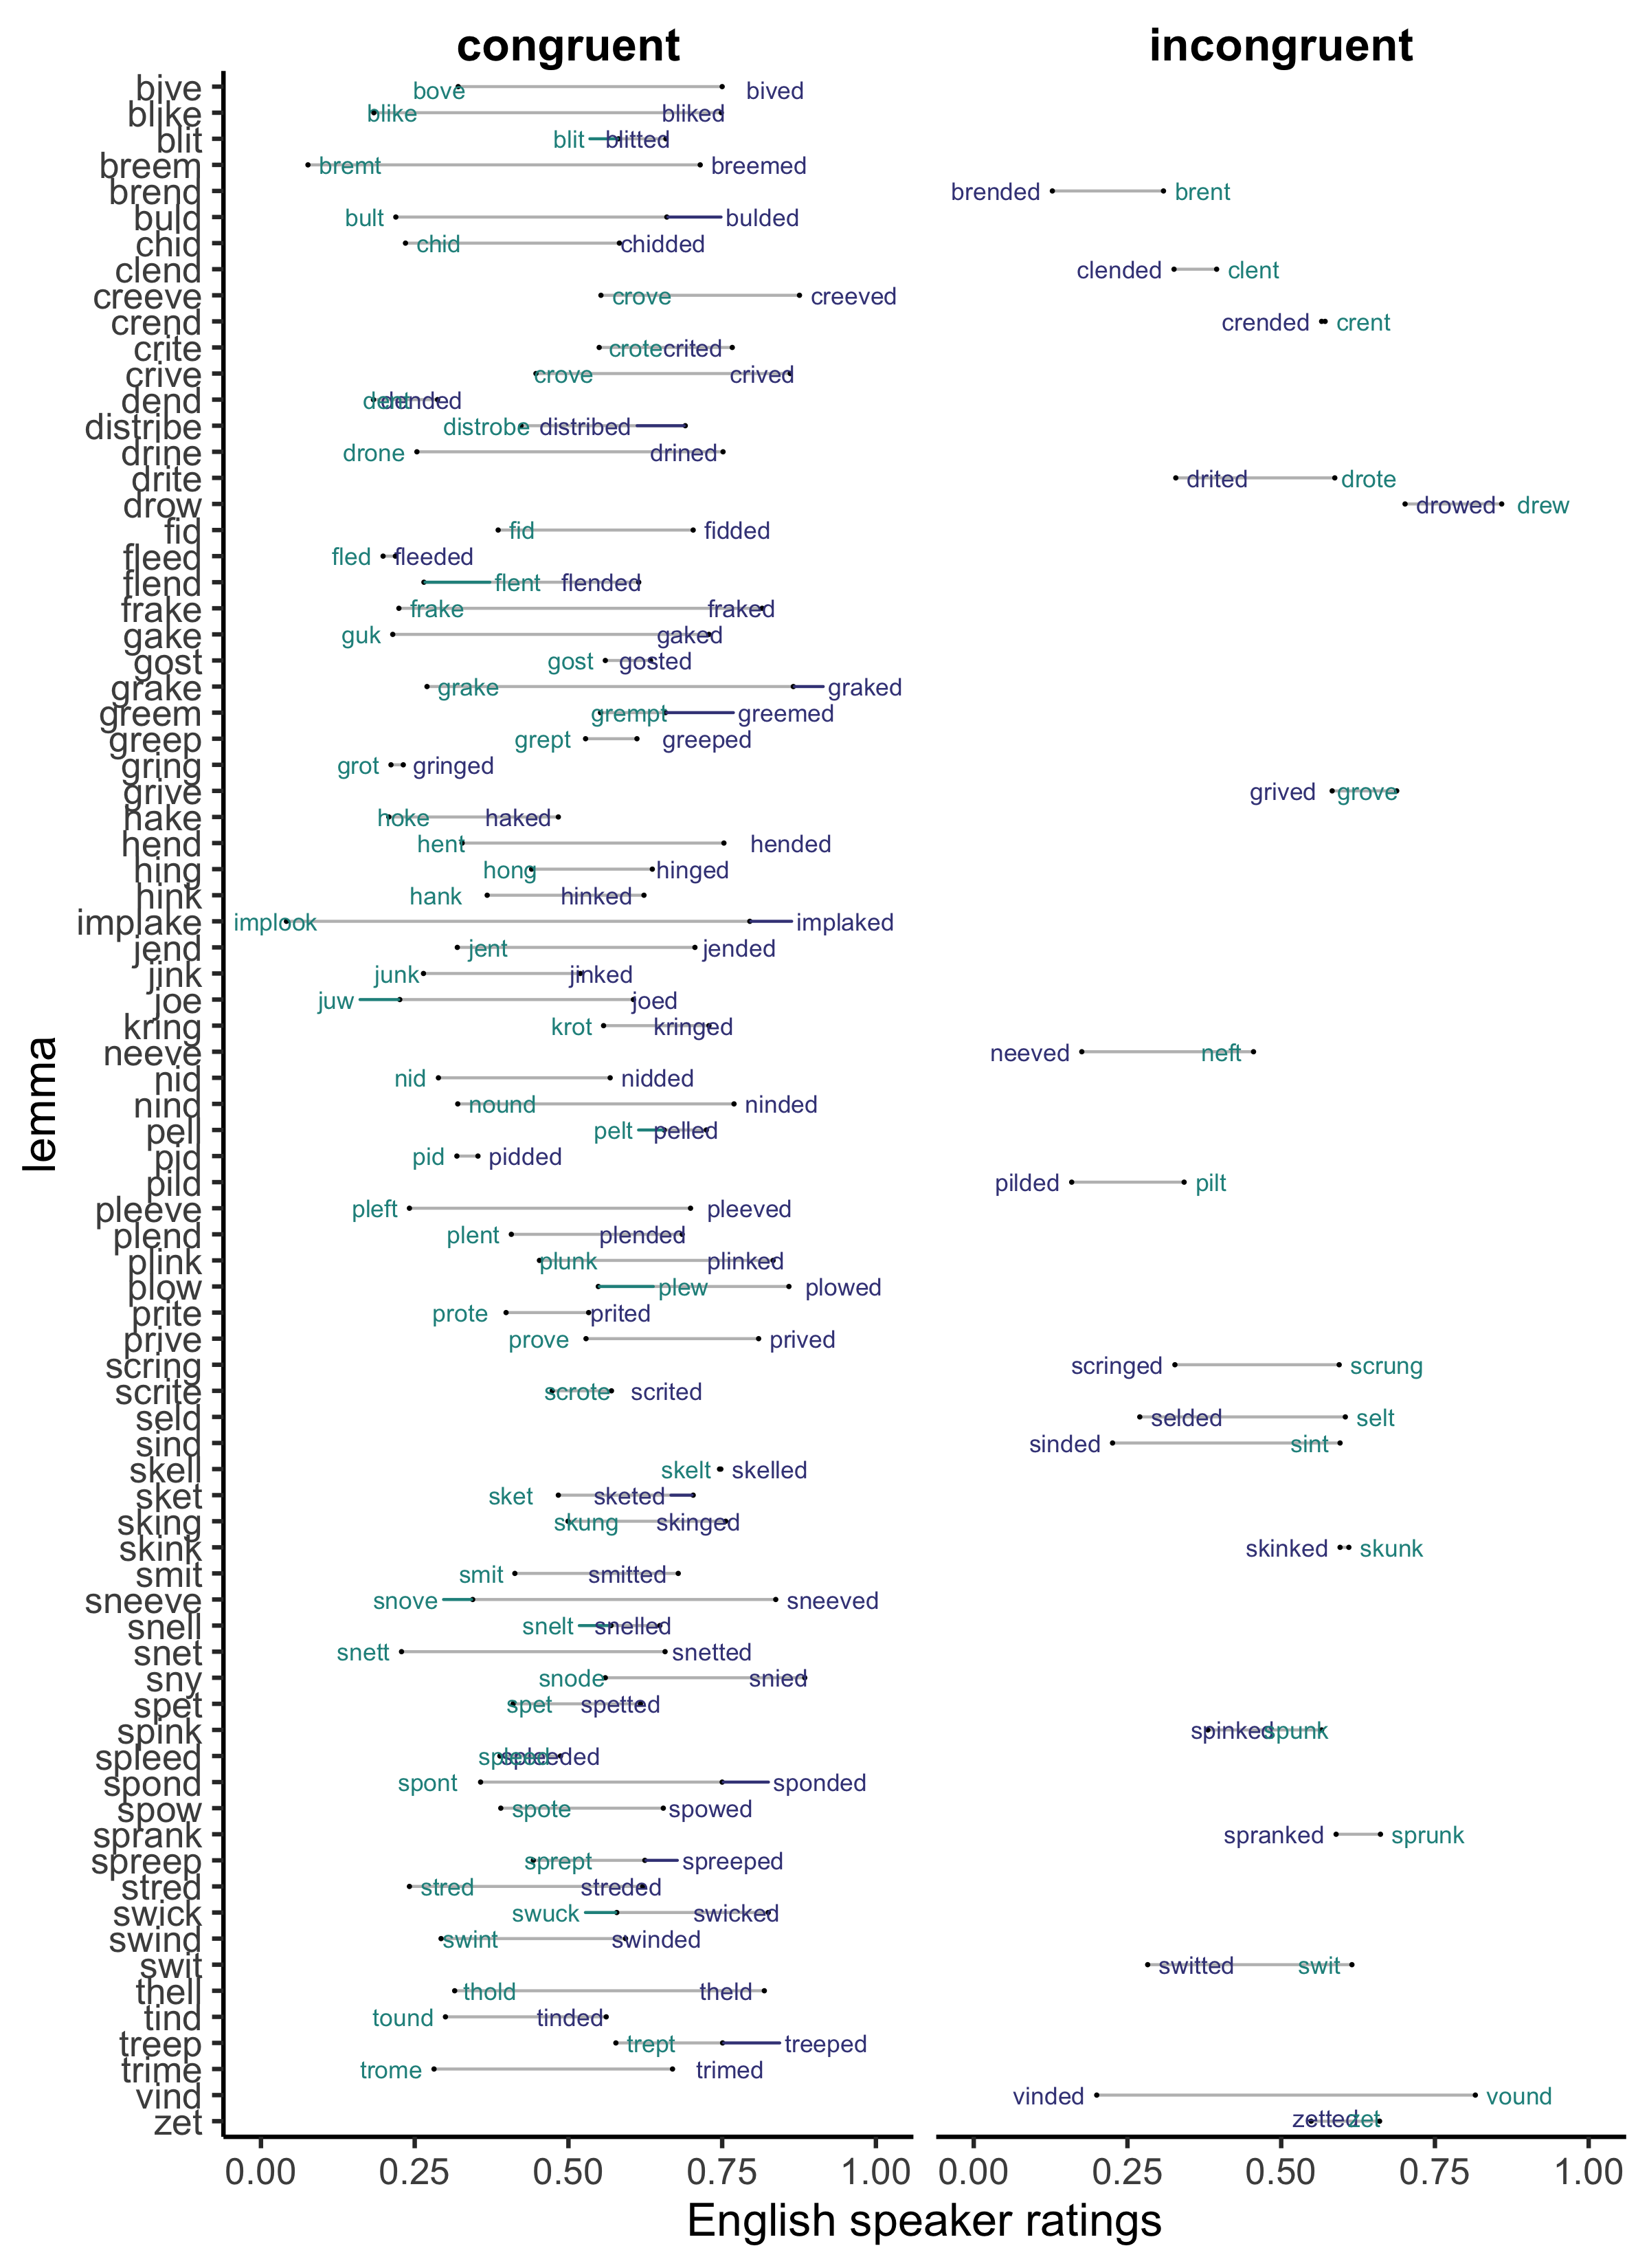 congruent incongruent
bive bove bived
blike blike bliked
blit blit blitted
breem bremt breemed
brend brended brent
buld bult bulded
chid chid chidded
clend clended clent
creeve crove creeved
crend crended crent
crite crote crited
crive crove crived
dend dent dended
distribe distrobe distribed
drine drone drined
drite drited drote
drow drowed drew
fid fid fidded
fleed fled fleeded
flend flent flended
frake frake fraked
gake guk gaked
gost gost gosted
grake grake graked
greem grempt greemed
greep grept greeped
gring grot gringed
grive grived grove
hake hoke haked
hend hent hended
hing hong hinged
hink hank hinked
implake implook implaked
jend jent jended
jink junk jinked
joe juw joed
kring krot kringed
neeve neeved neft
nid nid nidded
nind nound ninded
pell pelt pelled
pid pid pidded
pild pilded pilt
pleeve pleft pleeved
plend plent plended
plink plunk plinked
plow plew plowed
prite prote prited
prive prove prived
scring scringed scrung
scrite scrote scrited
seld selded selt
sind sinded sint
skell skelt skelled
sket sket sketed
sking skung skinged
skink skinked skunk
smit smit smitted
sneeve snove sneeved
snell snelt snelled
snet snett snetted
sny snode snied
spet spet spetted
spink spinked spunk
spleed spleed spleeded
spond spont sponded
spow spote spowed
sprank spranked sprunk
spreep sprept spreeped
stred stred streded
swick swuck swicked
swind swint swinded
swit switted swit
thell thold theld
tind tound tinded
treep trept treeped
trime trome trimed
vind vinded vound
zet zetted zet
lemma
0.00 0.25 0.50 0.75 1.00 0.00 0.25 0.50 0.75 1.00
English speaker ratings